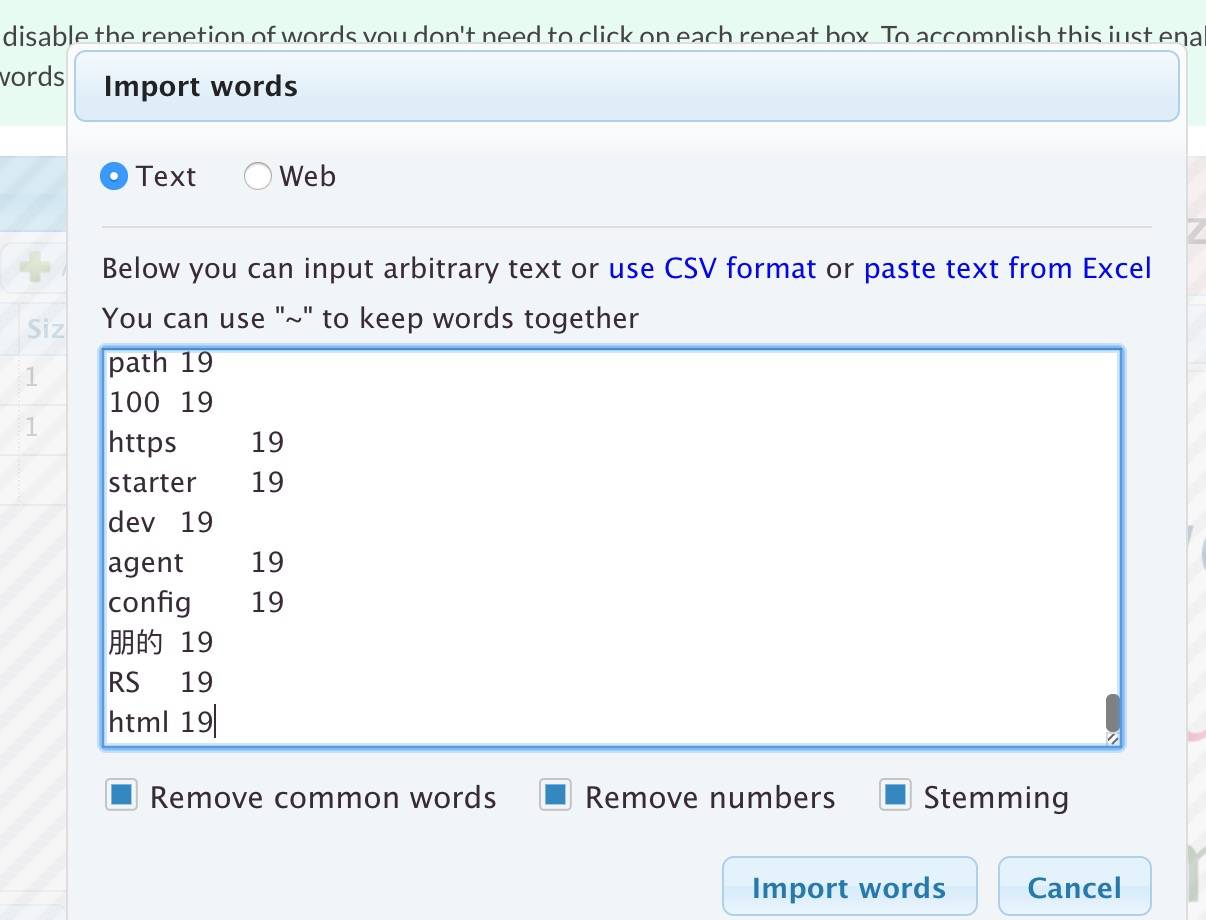 disable the repetion of words you don't need to click on each repeat box. To accomplish this just
words
Import words
Text Web
Below you can input arbitrary text or use CSV format or paste text from Excel
You can use "~" to keep words together
path 19
100 19
https 19
starter 19
dev 19
agent 19
config 19
朋的 19
RS 19
html 19
Remove common words Remove numbers Stemming
Import words Cancel
Siz
1
1